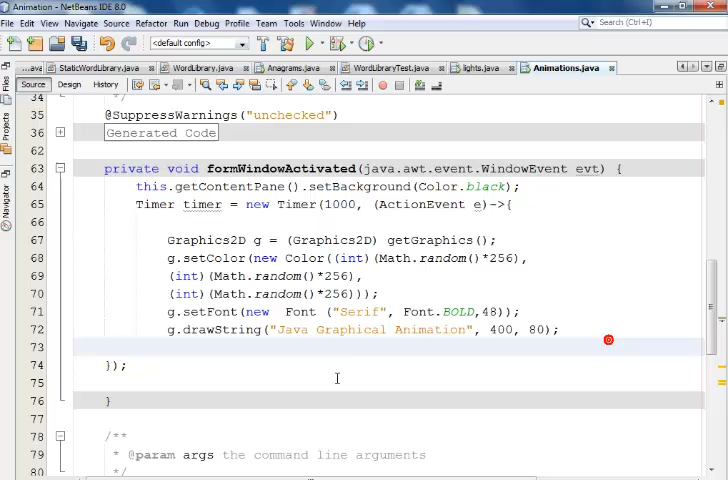 Animation - NetBeans IDE 8.0
File Edit View Navigate Source Refactor Run Debug Profile Team Tools Window Help
Search (Ctrl+I)
<default config>
...ava StaticWordLibrary.java WordLibrary.java Anagrams.java WordLibraryTest.java lights.java Animations.java
Source Design History
Files
Projects
Navigator
34 */
35 @SuppressWarnings("unchecked")
36 Generated Code
63 private void formWindowActivated(java.awt.event.WindowEvent evt) {
64 this.getContentPane().setBackground(Color.black);
65 Timer timer = new Timer(1000, (ActionEvent e)->{
66
67 Graphics2D g = (Graphics2D) getGraphics();
68 g.setColor(new Color((int)(Math.random()*256),
69 (int)(Math.random()*256),
70 (int)(Math.random()*256)));
71 g.setFont(new Font ("Serif", Font.BOLD,48));
72 g.drawString("Java Graphical Animation", 400, 80);
73
74 });
75
76 }
77
78 /**
79 * @param args the command line arguments
80 */